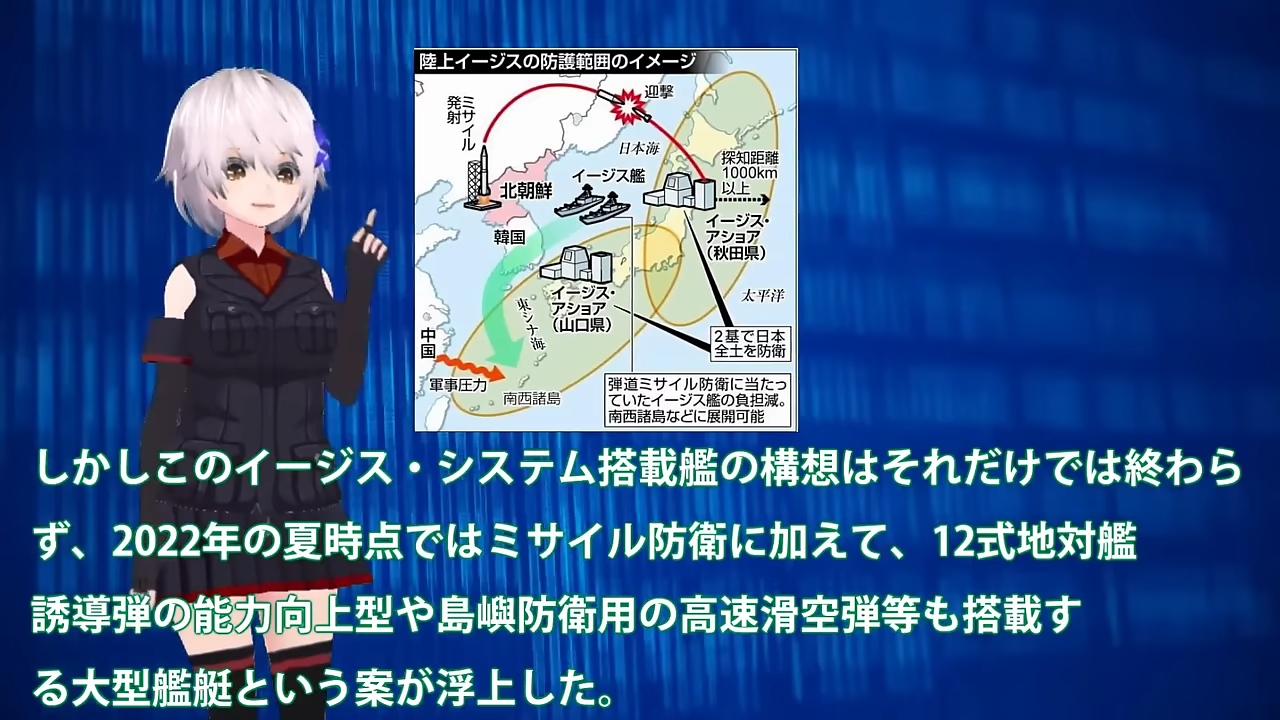 陸上イージスの防護範囲のイメージ
ミサイル
発射
迎撃
日本海
探知距離
1000km
以上
北朝鮮
イージス艦
韓国
イージス・
アショア
(秋田県)
イージス・
アショア
(山口県)
太平洋
東シナ海
中国
2基で日本
全土を防衛
軍事圧力
南西諸島
弾道ミサイル防衛に当たっ
ていたイージス艦の負担減。
南西諸島などに展開可能
しかしこのイージス・システム搭載艦の構想はそれだけでは終わら
ず、2022年の夏時点ではミサイル防衛に加えて、12式地対艦
誘導弾の能力向上型や島嶼防衛用の高速滑空弾等も搭載す
る大型艦艇という案が浮上した。